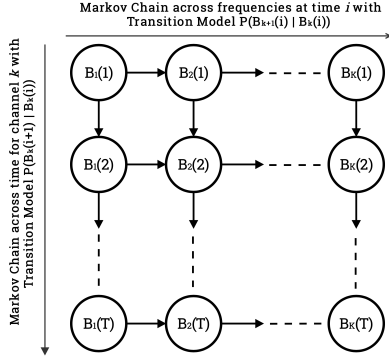 Markov Chain across frequencies at time i with
Transition Model P(Bₖ₊₁(i) | Bₖ(i))
Markov Chain across time for channel k with
Transition Model P(Bₖ(i+1) | Bₖ(i))
B₁(1)
B₂(1)
Bₖ(1)
B₁(2)
B₂(2)
Bₖ(2)
B₁(T)
B₂(T)
Bₖ(T)